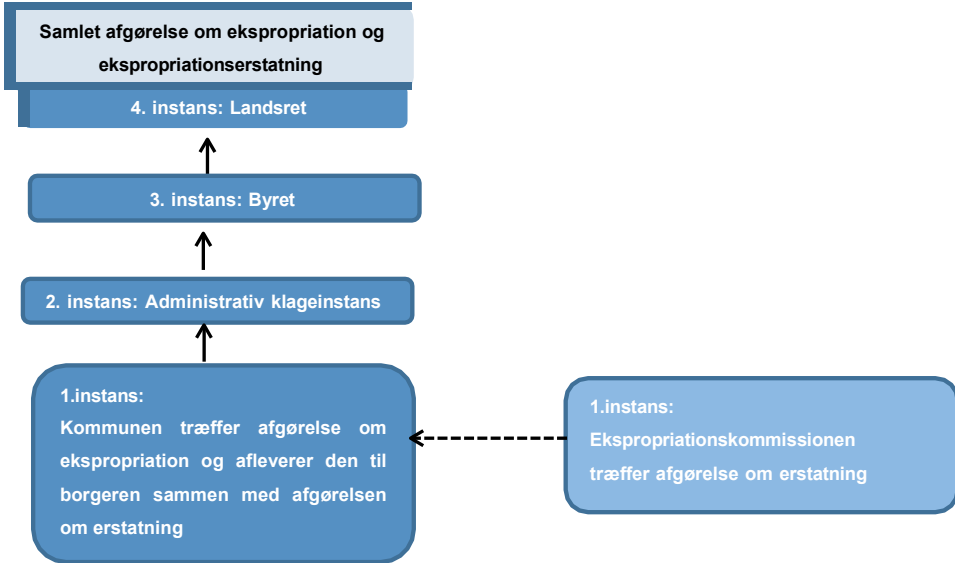 Samlet afgørelse om ekspropriation og
ekspropriationserstatning
4. instans: Landsret
3. instans: Byret
2. instans: Administrativ klageinstans
1.instans:
Kommunen træffer afgørelse om
ekspropriation og afleverer den til
borgeren sammen med afgørelsen
om erstatning
1.instans:
Ekspropriationskommissionen
træffer afgørelse om erstatning